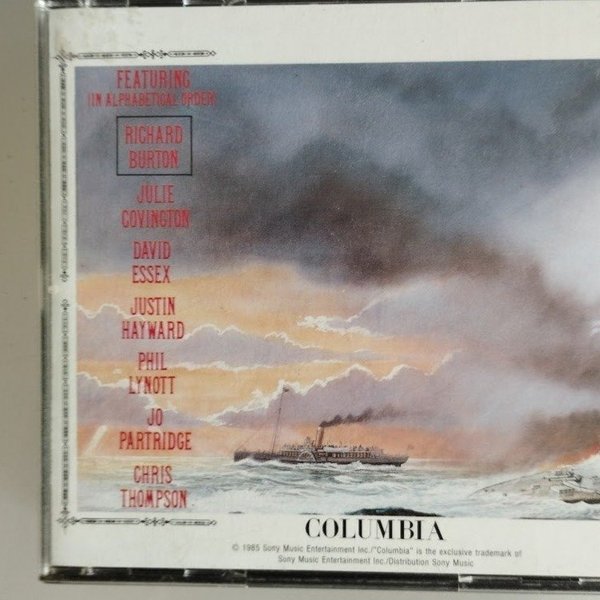 FEATURING
(IN ALPHABETICAL ORDER)
RICHARD
BURTON
JULIE
COVINGTON
DAVID
ESSEX
JUSTIN
HAYWARD
PHIL
LYNOTT
JO
PARTRIDGE
CHRIS
THOMPSON
COLUMBIA
© 1985 Sony Music Entertainment Inc./"Columbia" is the exclusive trademark of
Sony Music Entertainment Inc./Distribution Sony Music